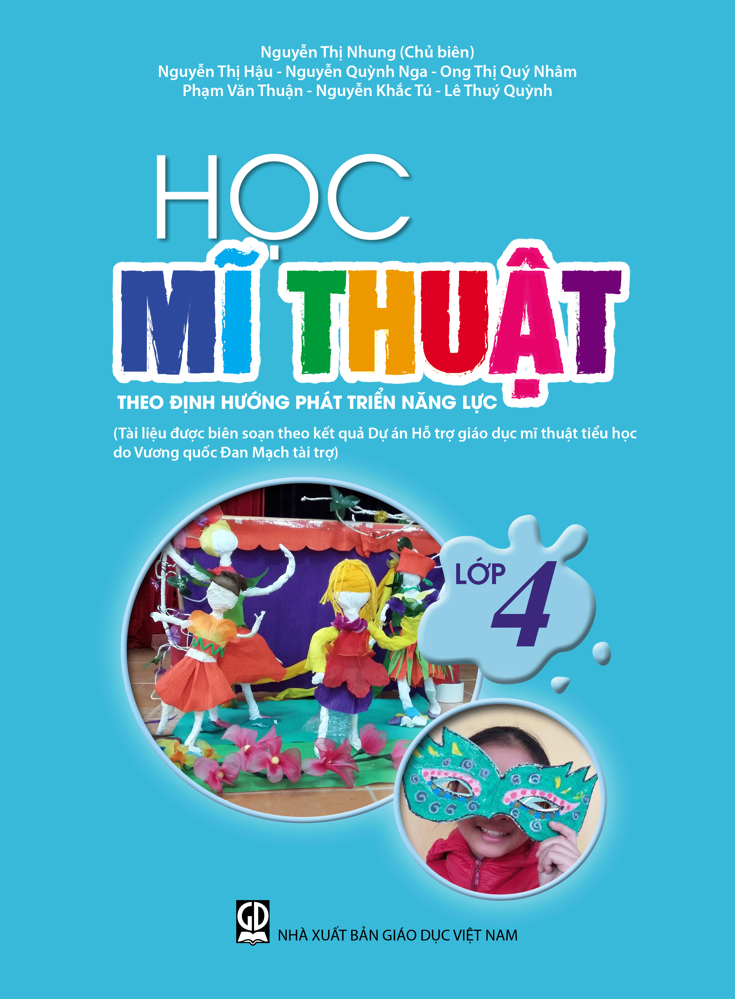 Nguyễn Thị Nhung (Chủ biên)
Nguyễn Thị Hậu - Nguyễn Quỳnh Nga - Ong Thị Quý Nhâm
Phạm Văn Thuận - Nguyễn Khắc Tú - Lê Thuý Quỳnh
HỌC
MĨ THUẬT
THEO ĐỊNH HƯỚNG PHÁT TRIỂN NĂNG LỰC
(Tài liệu được biên soạn theo kết quả Dự án Hỗ trợ giáo dục mĩ thuật tiểu học
do Vương quốc Đan Mạch tài trợ)
LỚP 4
GD
NHÀ XUẤT BẢN GIÁO DỤC VIỆT NAM